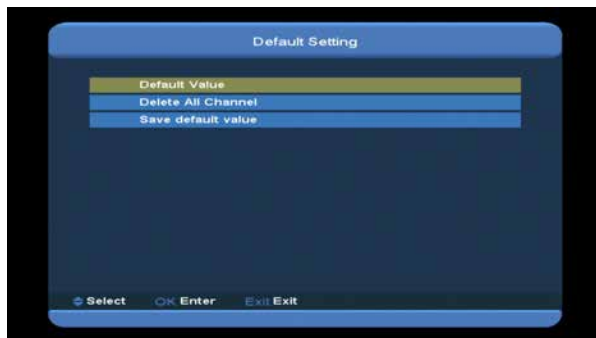 Default Setting
Default Value
Delete All Channel
Save default value
Select OK Enter Exit Exit